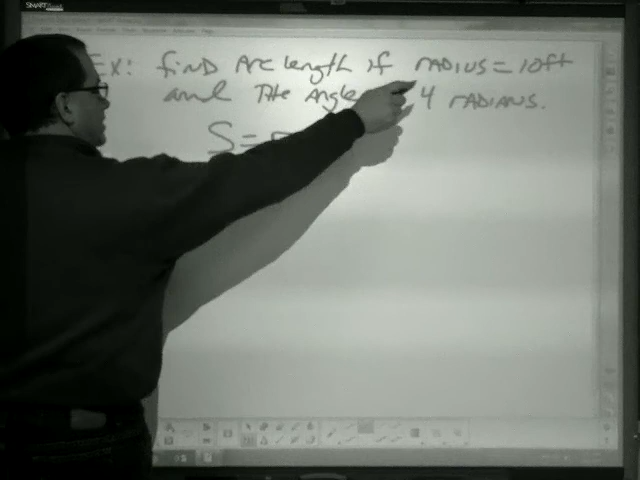 EX: find Arc length if radius = 10ft
and the angle 4 radians.
S =